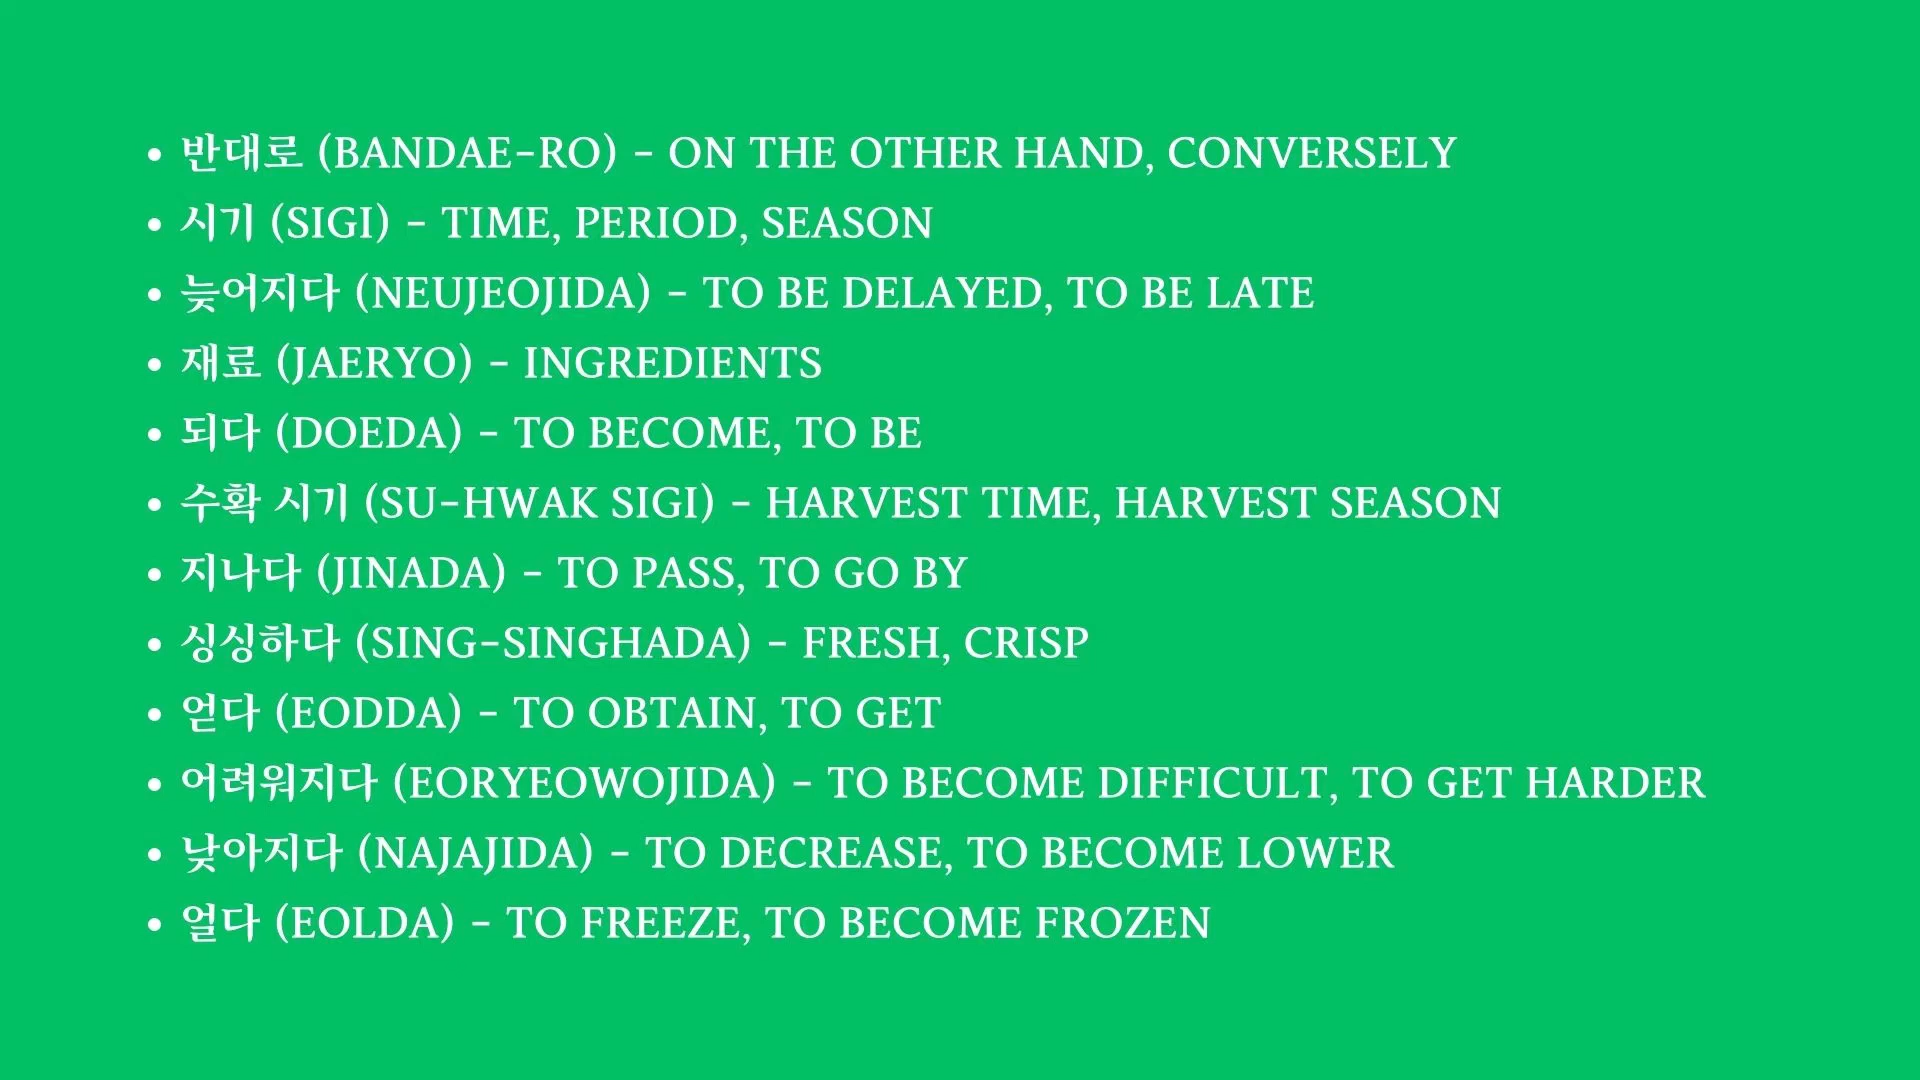 • 반대로 (BANDAE-RO) - ON THE OTHER HAND, CONVERSELY
• 시기 (SIGI) - TIME, PERIOD, SEASON
• 늦어지다 (NEUJEOJIDA) - TO BE DELAYED, TO BE LATE
• 재료 (JAERYO) - INGREDIENTS
• 되다 (DOEDA) - TO BECOME, TO BE
• 수확 시기 (SU-HWAK SIGI) - HARVEST TIME, HARVEST SEASON
• 지나다 (JINADA) - TO PASS, TO GO BY
• 싱싱하다 (SING-SINGHADA) - FRESH, CRISP
• 얻다 (EODDA) - TO OBTAIN, TO GET
• 어려워지다 (EORYEOWOJIDA) - TO BECOME DIFFICULT, TO GET HARDER
• 낮아지다 (NAJAJIDA) - TO DECREASE, TO BECOME LOWER
• 얼다 (EOLDA) - TO FREEZE, TO BECOME FROZEN